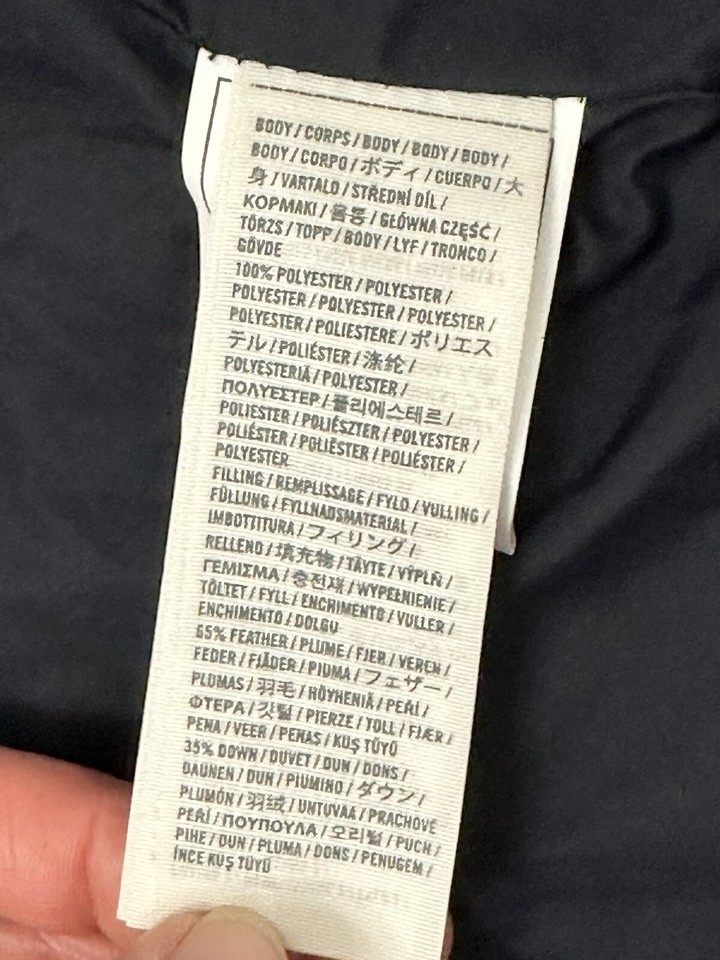 BODY / CORPS / BODY / BODY / BODY /
BODY / CORPO / ボディ / CUERPO / 大
身 / VARTALO / STŘEDNÍ DÍL /
ΚΟΡΜΑΚΙ / 몸통 / GŁÓWNA CZĘŚĆ /
TÖRZS / TOPP / BODY / LYF / TRONCO /
GÖVDE
100% POLYESTER / POLYESTER /
POLYESTER / POLYESTER / POLYESTER /
POLYESTER / POLIESTERE / ポリエス
テル / POLIÉSTER / 涤纶 /
POLYESTERIÄ / POLYESTER /
ΠΟΛΥΕΣΤΕΡ / 폴리에스테르 /
POLIESTER / POLIÉSZTER / POLYESTER /
POLIÉSTER / POLIËSTER / POLIÉSTER /
POLYESTER
FILLING / REMPLISSAGE / FYLD / VULLING /
FÜLLUNG / FYLLNADSMATERIAL /
IMBOTTITURA / フィリング /
RELLENO / 填充物 / TÄYTE / VÝPLŇ /
ΓΕΜΙΣΜΑ / 충전재 / WYPEŁNIENIE /
TÖLTET / FYLL / ENCHIMENTO / VULLER /
ENCHIMENTO / DOLGU
65% FEATHER / PLUME / FJER / VEREN /
FEDER / FJÄDER / PIUMA / フェザー /
PLUMAS / 羽毛 / HÖYHENIÄ / PEŘÍ /
ΦΤΕΡΑ / 깃털 / PIERZE / TOLL / FJÆR /
PENA / VEER / PENAS / KUŞ TÜYÜ
35% DOWN / DUVET / DUN / DONS /
DAUNEN / DUN / PIUMINO / ダウン /
PLUMÓN / 羽绒 / UNTUVAA / PRACHOVÉ
PEŘÍ / ΠΟΥΠΟΥΛΑ / 오리털 / PUCH /
PIHE / DUN / PLUMA / DONS / PENUGEM /
İNCE KUŞ TÜYÜ